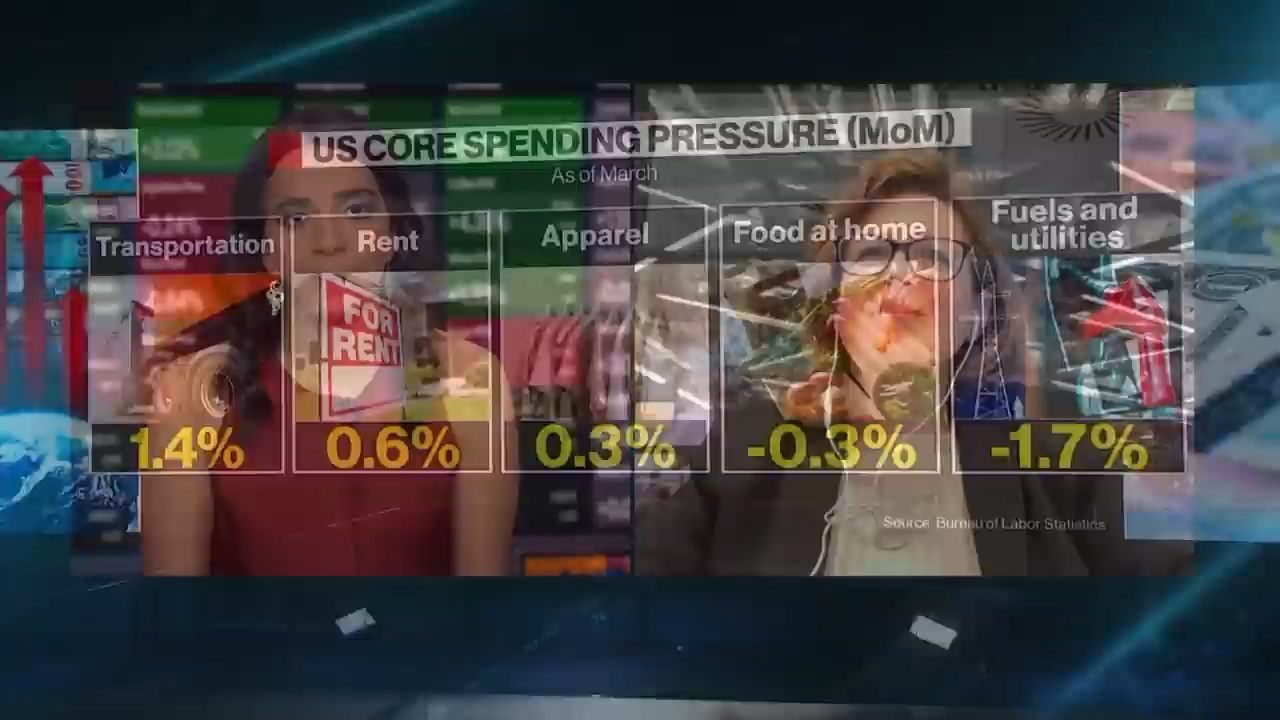 US CORE SPENDING PRESSURE (MoM)
As of March
Transportation
Rent
Apparel
Food at home
Fuels and
utilities
FOR
RENT
1.4%
0.6%
0.3%
-0.3%
-1.7%
Source: Bureau of Labor Statistics